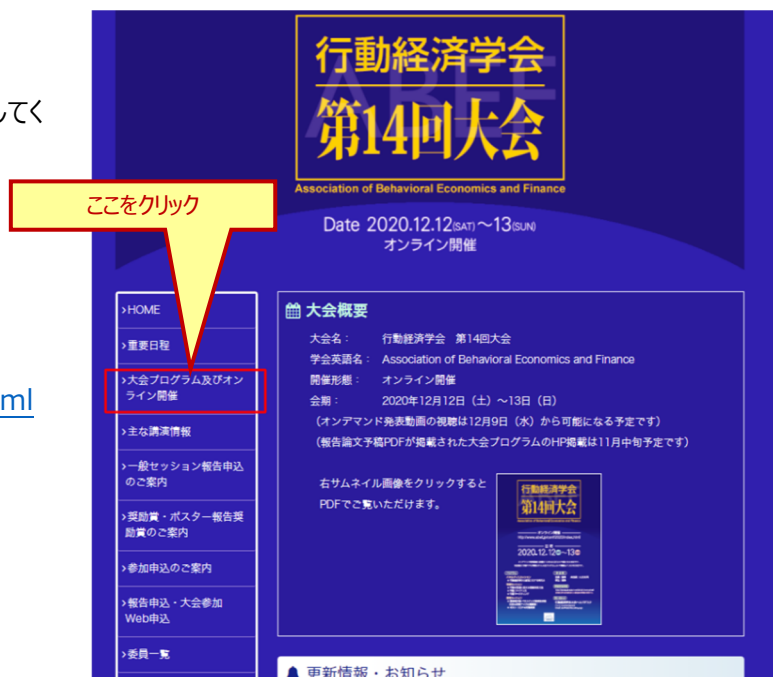 行動経済学会
ABEF
第14回大会
Association of Behavioral Economics and Finance
Date 2020.12.12(SAT)～13(SUN)
オンライン開催
してく
ml
ここをクリック
›HOME
›重要日程
›大会プログラム及びオン
ライン開催
›主な講演情報
›一般セッション報告申込
のご案内
›奨励賞・ポスター報告奨
励賞のご案内
›参加申込のご案内
›報告申込・大会参加
Web申込
›委員一覧
大会概要
大会名： 行動経済学会 第14回大会
学会英語名： Association of Behavioral Economics and Finance
開催形態： オンライン開催
会期： 2020年12月12日（土）～13日（日）
（オンデマンド発表動画の視聴は12月9日（水）から可能になる予定です）
（報告論文予稿PDFが掲載された大会プログラムのHP掲載は11月中旬予定です）
右サムネイル画像をクリックすると
PDFでご覧いただけます。
行動経済学会
第14回大会
2020.12.12～13
更新情報・お知らせ